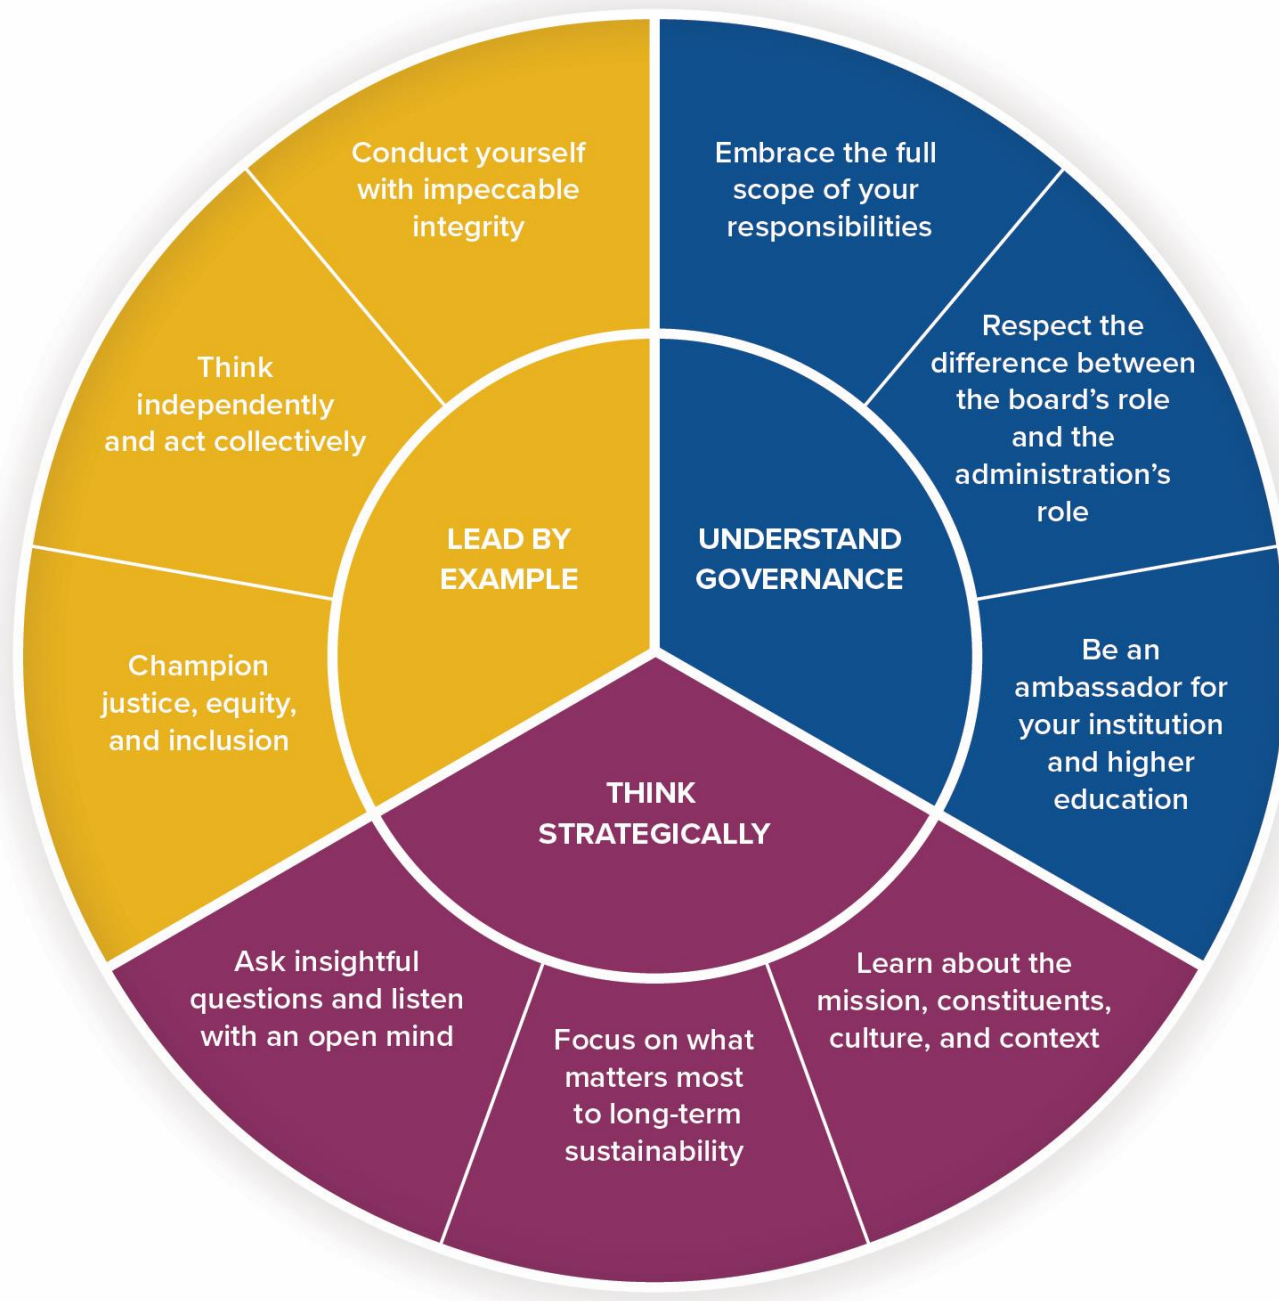 Conduct yourself
with impeccable
integrity
Embrace the full
scope of your
responsibilities
Think
independently
and act collectively
Respect the
difference between
the board’s role
and the
administration’s
role
LEAD BY
EXAMPLE
UNDERSTAND
GOVERNANCE
Champion
justice, equity,
and inclusion
Be an
ambassador for
your institution
and higher
education
THINK
STRATEGICALLY
Ask insightful
questions and listen
with an open mind
Focus on what
matters most
to long-term
sustainability
Learn about the
mission, constituents,
culture, and context